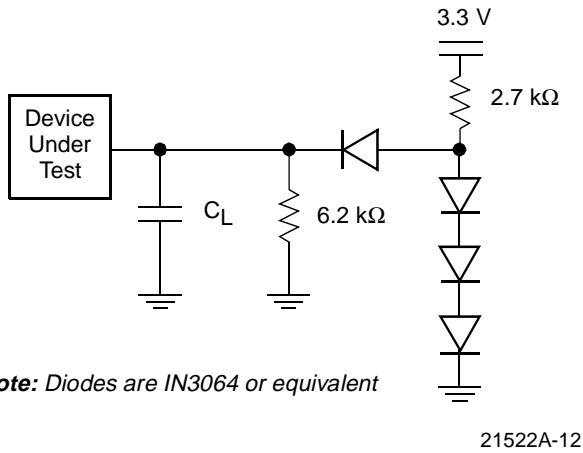 3.3 V
2.7 kΩ
Device
Under
Test
CL
6.2 kΩ
ote: Diodes are IN3064 or equivalent
21522A-12